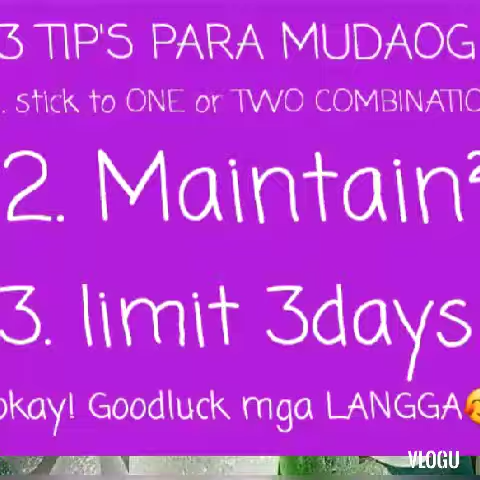 3 TIP'S PARA MUDAOG
. stick to ONE or TWO COMBINATIO
2. Maintain²
3. limit 3days
okay! Goodluck mga LANGGA🥰
VLOGU